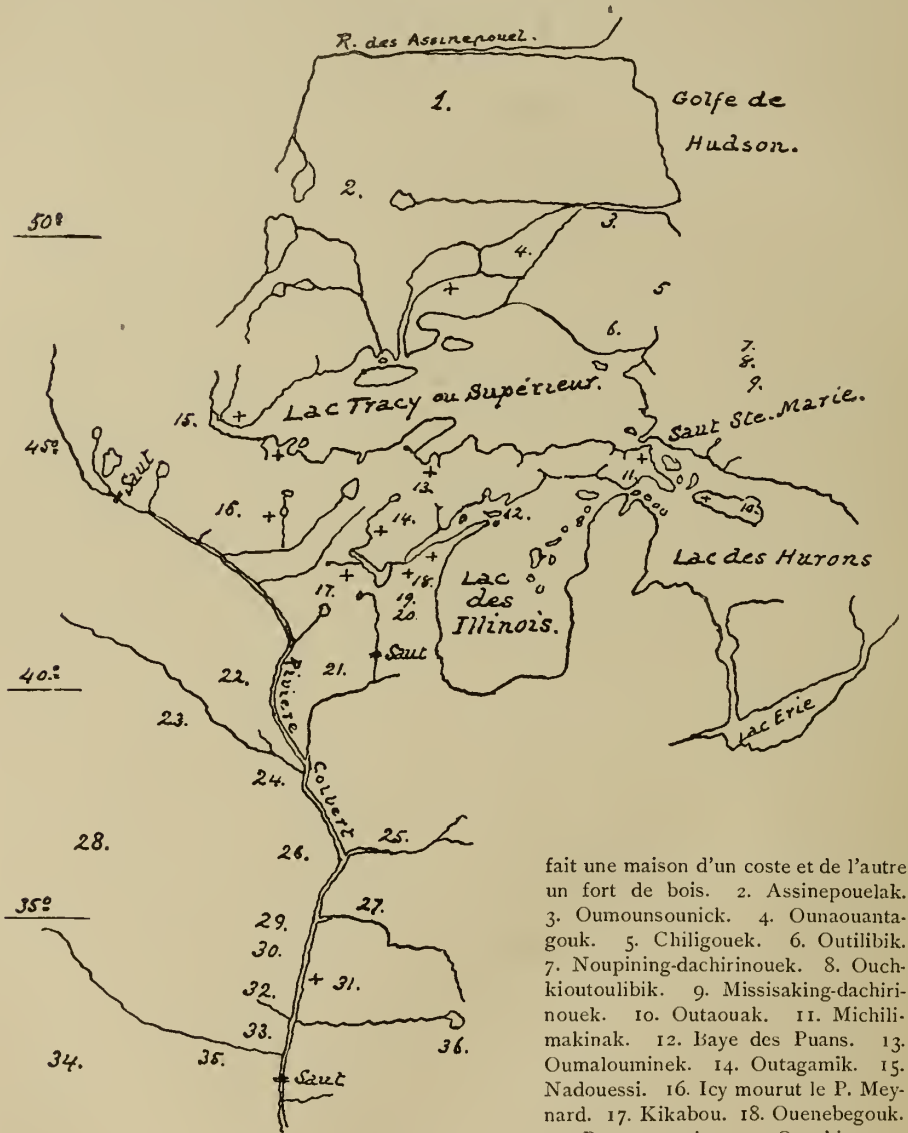 R. des Assinepouel.
1.
Golfe de
Hudson.
2.
50°
3.
4.
5
6.
7.
8.
9.
Lac Tracy ou Supérieur.
Saut Ste. Marie.
15.
45°
Saut
13.
11.
10.
16.
14.
12.
8
Lac des Hurons
17.
18.
19.
20.
Lac
des
Illinois.
21.
Saut
22.
40°
23.
Rivière
Colbert
Lac Erie
24.
25.
26.
28.
27.
35°
29.
30.
31.
32.
33.
34.
35.
36.
Saut
fait une maison d'un coste et de l'autre
un fort de bois. 2. Assinepouelak.
3. Oumounsounick. 4. Ounaouanta-
gouk. 5. Chiligouek. 6. Outilibik.
7. Noupining-dachirinouek. 8. Ouch-
kioutoulibik. 9. Missisaking-dachiri-
nouek. 10. Outaouak. 11. Michili-
makinak. 12. Baye des Puans. 13.
Oumalouminek. 14. Outagamik. 15.
Nadouessi. 16. Icy mourut le P. Mey-
nard. 17. Kikabou. 18. Ouenebegouk.